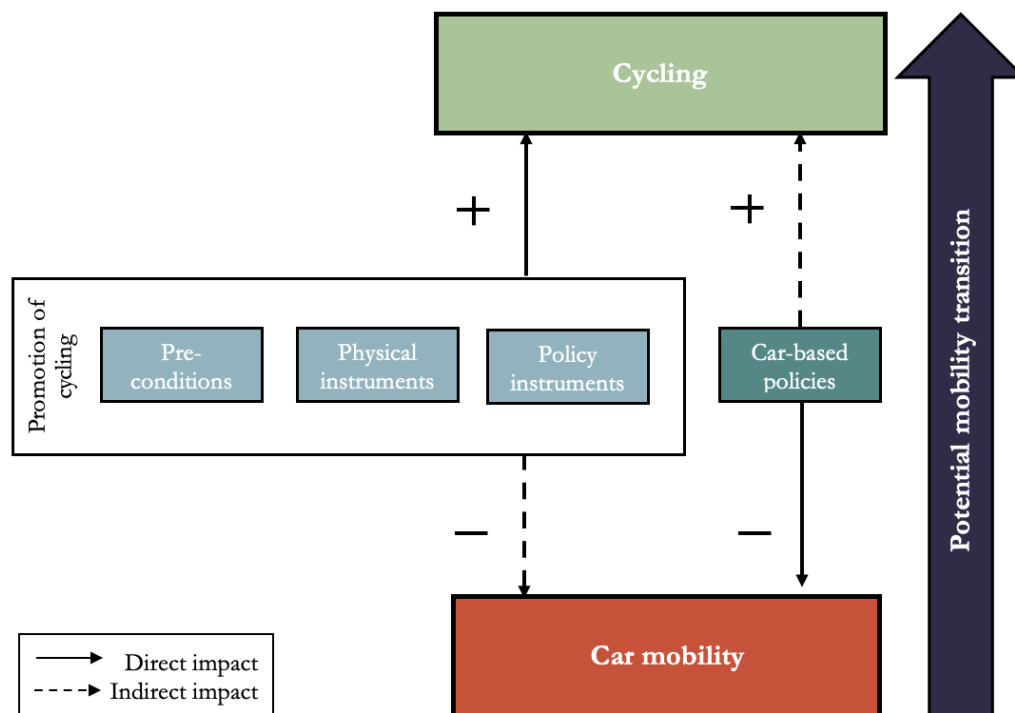 Cycling
+
+
Promotion of
cycling
Pre-
conditions
Physical
instruments
Policy
instruments
Car-based
policies
Potential mobility transition
–
–
Car mobility
Direct impact
Indirect impact